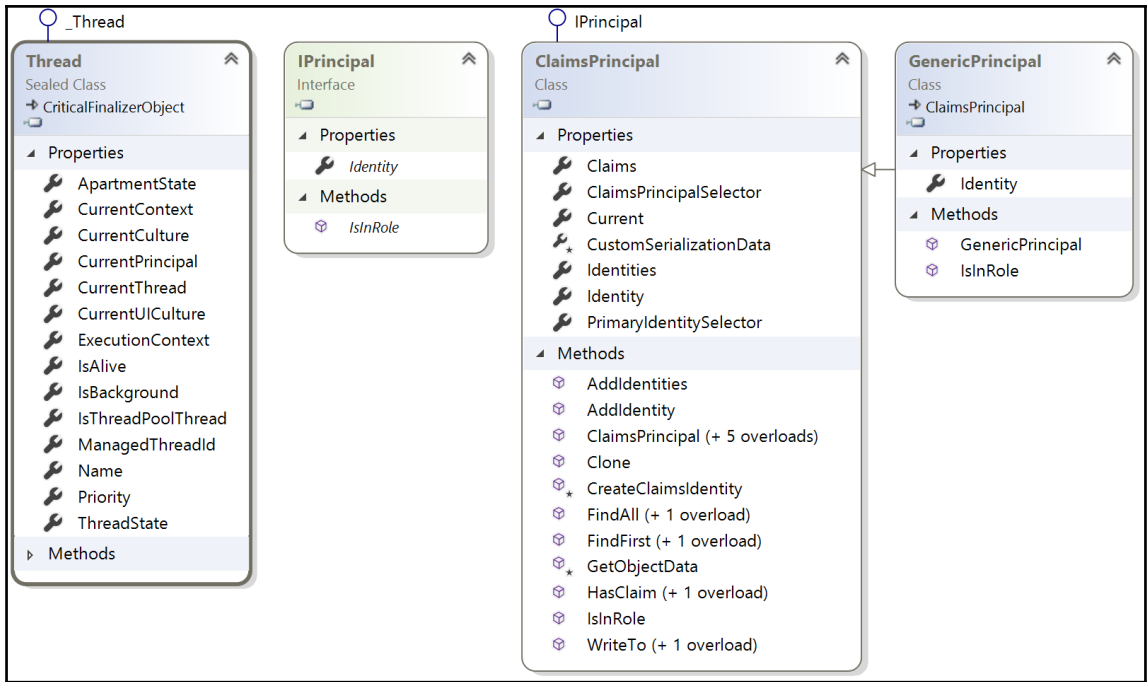 _Thread
Thread
Sealed Class
CriticalFinalizerObject
Properties
ApartmentState
CurrentContext
CurrentCulture
CurrentPrincipal
CurrentThread
CurrentUICulture
ExecutionContext
IsAlive
IsBackground
IsThreadPoolThread
ManagedThreadId
Name
Priority
ThreadState
Methods
IPrincipal
Interface
Properties
Identity
Methods
IsInRole
IPrincipal
ClaimsPrincipal
Class
Properties
Claims
ClaimsPrincipalSelector
Current
CustomSerializationData
Identities
Identity
PrimaryIdentitySelector
Methods
AddIdentities
AddIdentity
ClaimsPrincipal (+ 5 overloads)
Clone
CreateClaimsIdentity
FindAll (+ 1 overload)
FindFirst (+ 1 overload)
GetObjectData
HasClaim (+ 1 overload)
IsInRole
WriteTo (+ 1 overload)
GenericPrincipal
Class
ClaimsPrincipal
Properties
Identity
Methods
GenericPrincipal
IsInRole